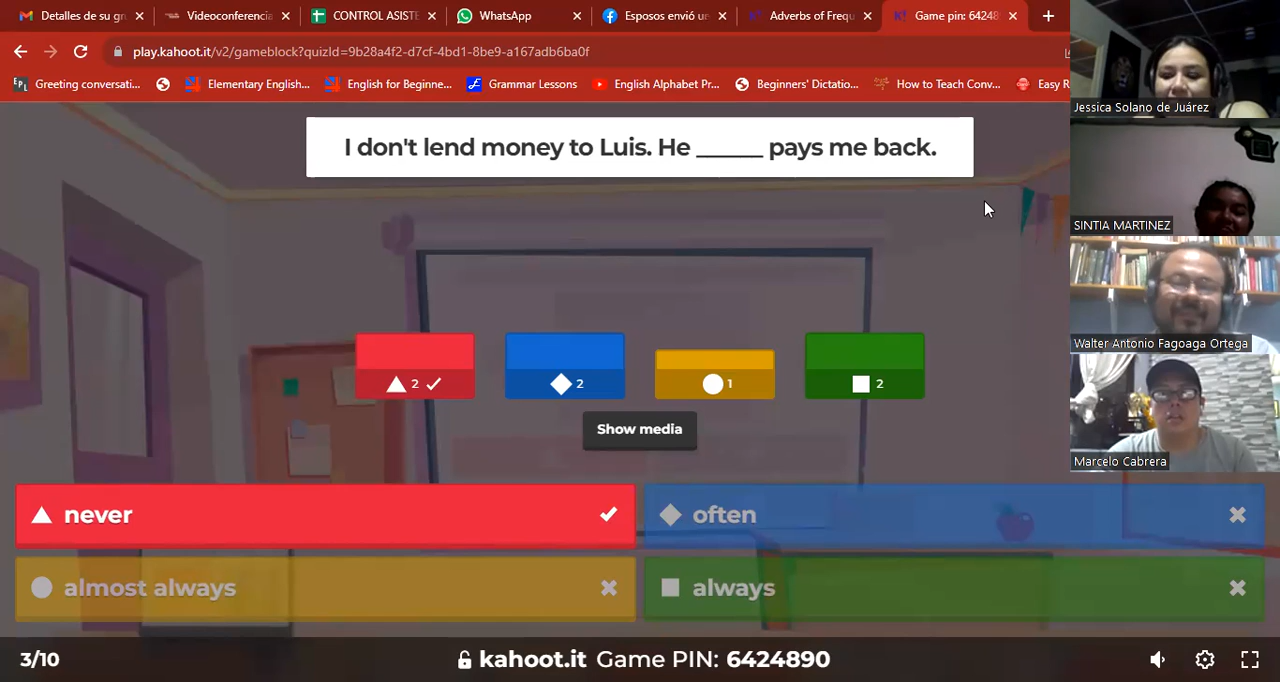 Detalles de su gr
Videoconferencia
CONTROL ASIST
WhatsApp
Esposos envió u
Adverbs of Frequ
Game pin: 6424
play.kahoot.it/v2/gameblock?quizId=9b28a4f2-d7cf-4bd1-8be9-a167adb6ba0f
Greeting conversati...
Elementary English...
English for Beginne...
Grammar Lessons
English Alphabet Pr...
Beginners' Dictatio...
How to Teach Conv...
Easy R
Jessica Solano de Juárez
SINTIA MARTINEZ
Walter Antonio Fagoaga Ortega
Marcelo Cabrera
I don't lend money to Luis. He ______ pays me back.
2
2
1
2
Show media
never
often
almost always
always
3/10
kahoot.it Game PIN: 6424890